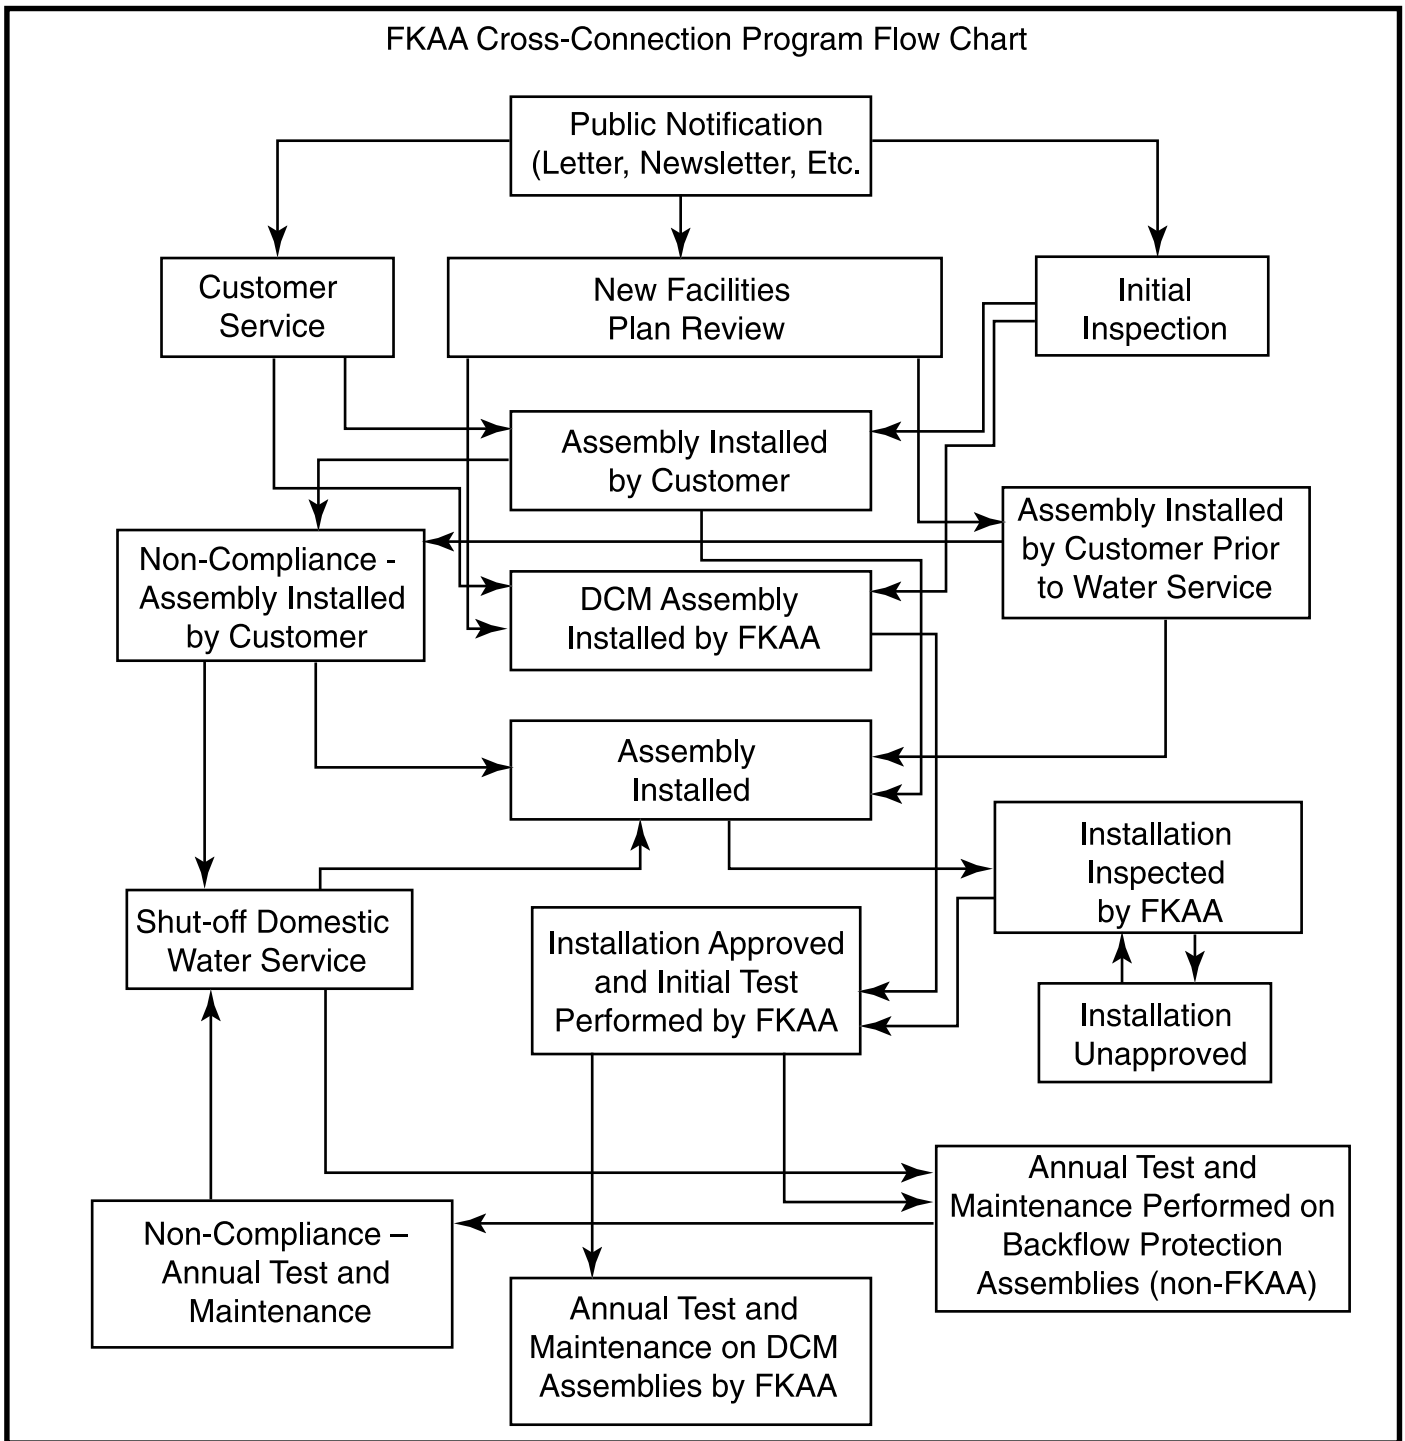 FKAA Cross-Connection Program Flow Chart
Public Notification
(Letter, Newsletter, Etc.
Customer
Service
New Facilities
Plan Review
Initial
Inspection
Assembly Installed
by Customer
Assembly Installed
by Customer Prior
to Water Service
Non-Compliance -
Assembly Installed
by Customer
DCM Assembly
Installed by FKAA
Assembly
Installed
Installation
Inspected
by FKAA
Shut-off Domestic
Water Service
Installation Approved
and Initial Test
Performed by FKAA
Installation
Unapproved
Annual Test and
Maintenance Performed on
Backflow Protection
Assemblies (non-FKAA)
Non-Compliance –
Annual Test and
Maintenance
Annual Test and
Maintenance on DCM
Assemblies by FKAA